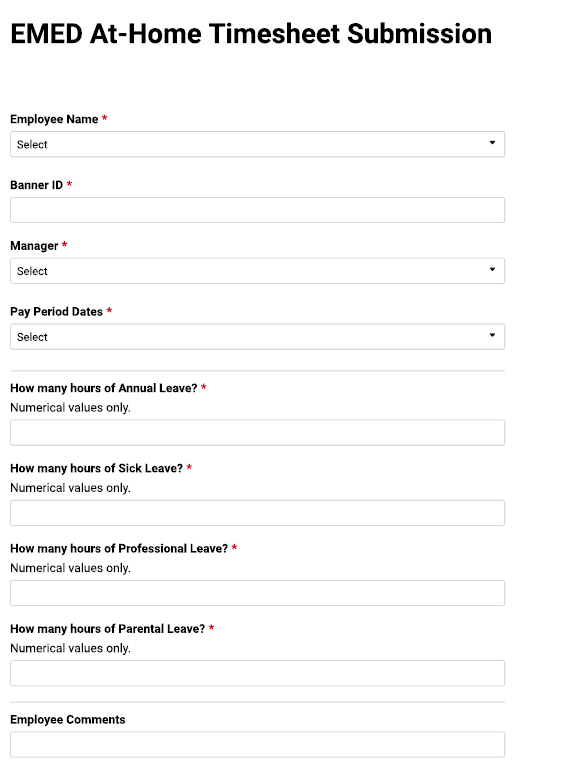 EMED At-Home Timesheet Submission
Employee Name *
Select
Banner ID *
Manager *
Select
Pay Period Dates *
Select
How many hours of Annual Leave? *
Numerical values only.
How many hours of Sick Leave? *
Numerical values only.
How many hours of Professional Leave? *
Numerical values only.
How many hours of Parental Leave? *
Numerical values only.
Employee Comments